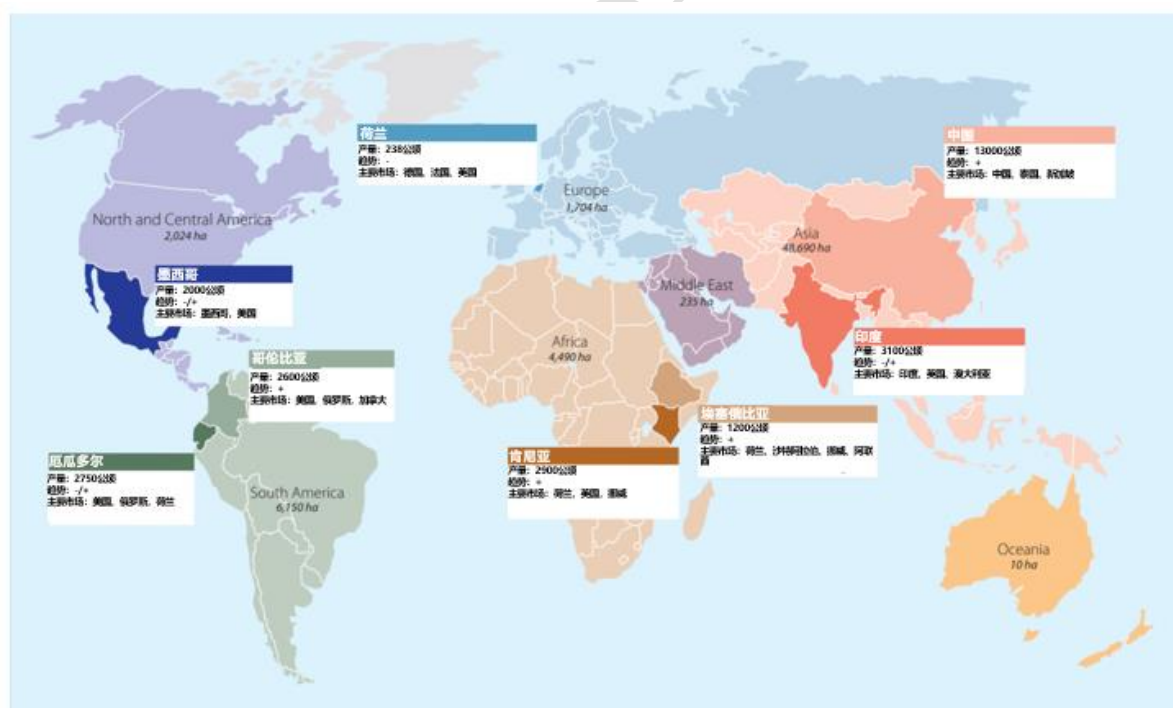 荷兰
产量：238公顷
趋势：-
主要市场：德国、法国、英国
中国
产量：13000公顷
趋势：+
主要市场：中国、泰国、新加坡
Europe
1,704 ha
North and Central America
2,024 ha
Asia
48,690 ha
墨西哥
产量：2000公顷
趋势：-/+
主要市场：墨西哥、美国
Middle East
235 ha
Africa
4,490 ha
印度
产量：3100公顷
趋势：-/+
主要市场：印度、英国、澳大利亚
哥伦比亚
产量：2600公顷
趋势：+
主要市场：美国、俄罗斯、加拿大
埃塞俄比亚
产量：1200公顷
趋势：+
主要市场：荷兰、沙特阿拉伯、挪威、阿联
酋
肯尼亚
产量：2900公顷
趋势：+
主要市场：荷兰、英国、挪威
厄瓜多尔
产量：2750公顷
趋势：-/+
主要市场：美国、俄罗斯、荷兰
South America
6,150 ha
Oceania
10 ha